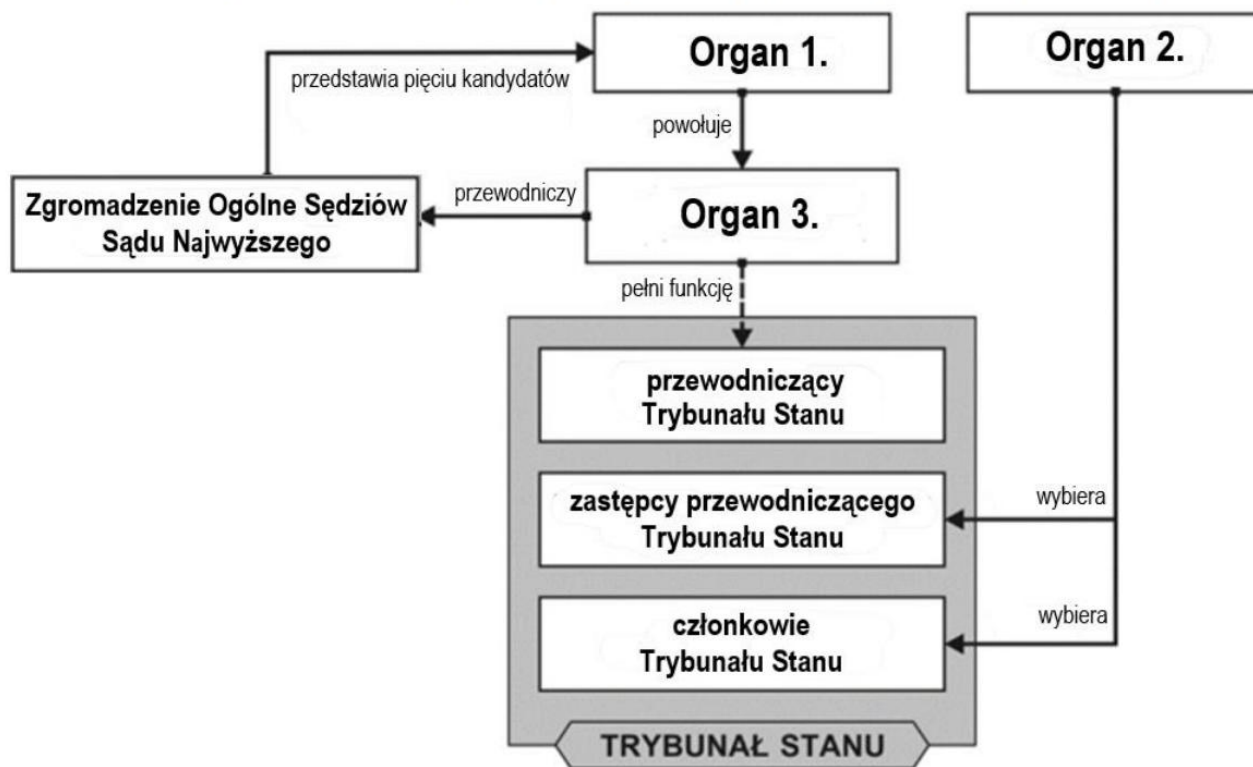 Organ 1.
Organ 2.
przedstawia pięciu kandydatów
powołuje
Zgromadzenie Ogólne Sędziów
Sądu Najwyższego
przewodniczy
Organ 3.
pełni funkcję
przewodniczący
Trybunału Stanu
zastępcy przewodniczącego
Trybunału Stanu
wybiera
członkowie
Trybunału Stanu
wybiera
TRYBUNAŁ STANU